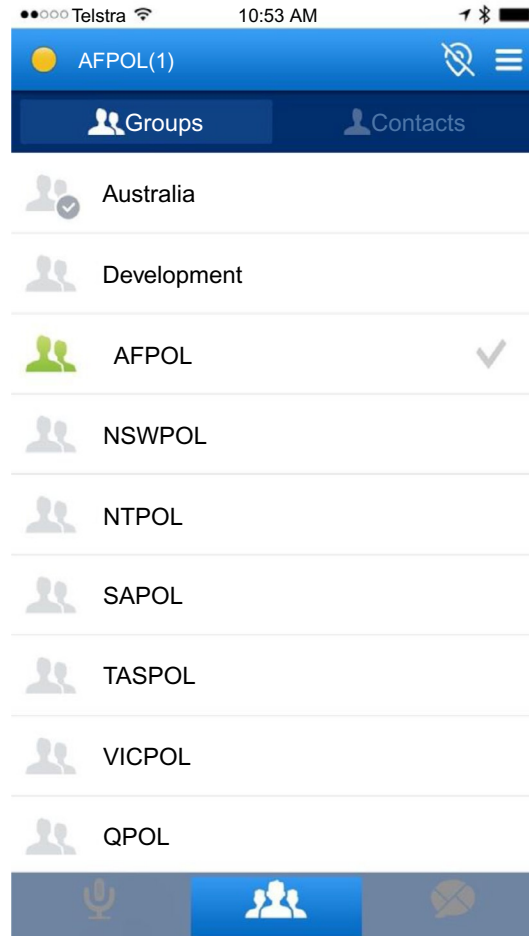 Telstra 10:53 AM
AFPOL(1)
Groups Contacts
Australia
Development
AFPOL
NSWPOL
NTPOL
SAPOL
TASPOL
VICPOL
QPOL